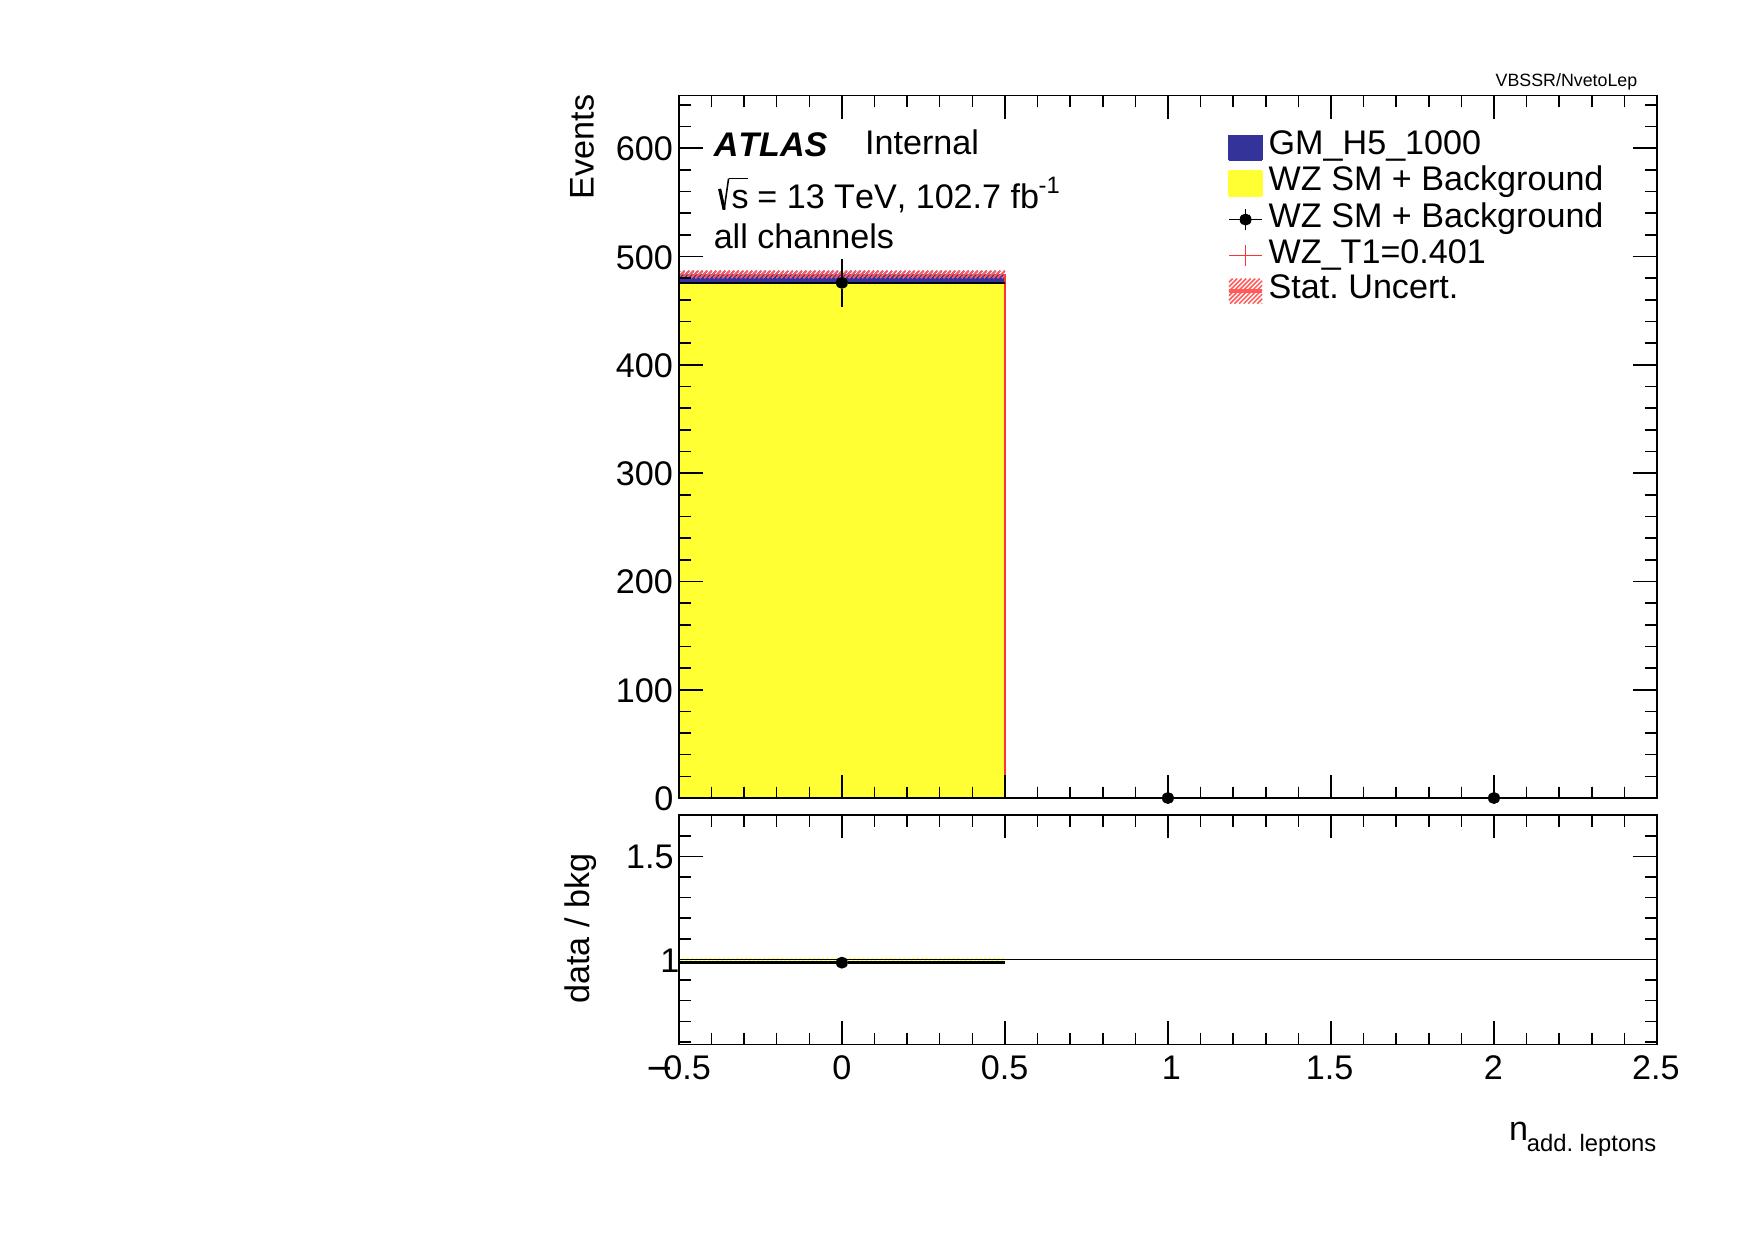 VBSSR/NvetoLep
Events
600
500
400
300
200
100
0
ATLAS Internal
√s = 13 TeV, 102.7 fb-1
all channels
GM_H5_1000
WZ SM + Background
WZ SM + Background
WZ_T1=0.401
Stat. Uncert.
data / bkg
1.5
1
−0.5 0 0.5 1 1.5 2 2.5
nadd. leptons